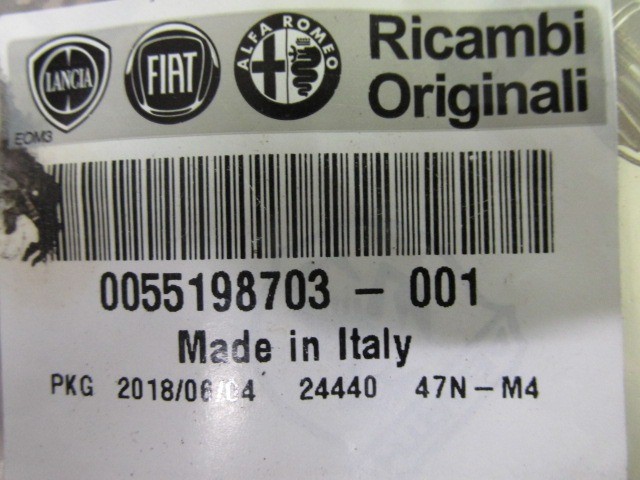 LANCIA FIAT ALFA ROMEO Ricambi
Originali
EOM3
0055198703 - 001
Made in Italy
PKG 2018/06/04 24440 47N-M4